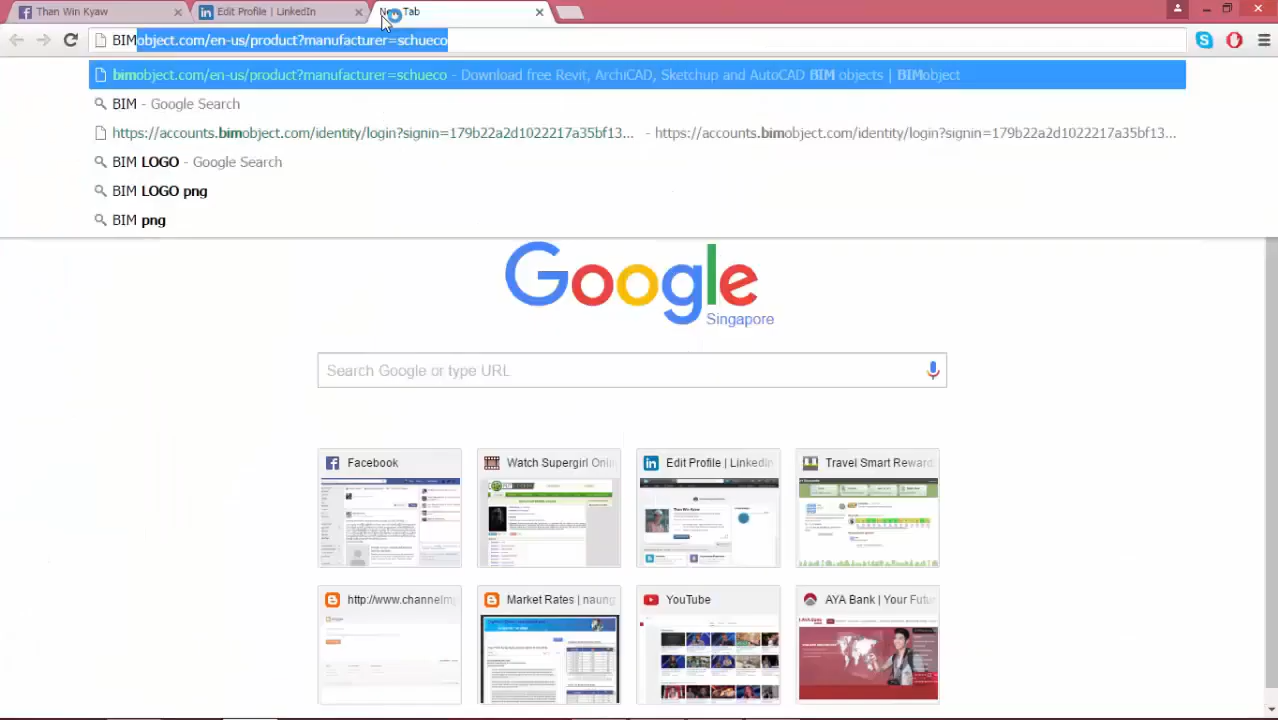 Than Win Kyaw
Edit Profile | LinkedIn
New Tab
BIMobject.com/en-us/product?manufacturer=schueco
bimobject.com/en-us/product?manufacturer=schueco - Download free Revit, ArchiCAD, Sketchup and AutoCAD BIM objects | BIMobject
BIM - Google Search
https://accounts.bimobject.com/identity/login?signin=179b22a2d1022217a35bf13... - https://accounts.bimobject.com/identity/login?signin=179b22a2d1022217a35bf13...
BIM LOGO - Google Search
BIM LOGO png
BIM png
Google
Singapore
Search Google or type URL
Facebook
Watch Supergirl Onli
Edit Profile | LinkedIn
Travel Smart Reward
http://www.channelm
Market Rates | naung
YouTube
AYA Bank | Your Futu